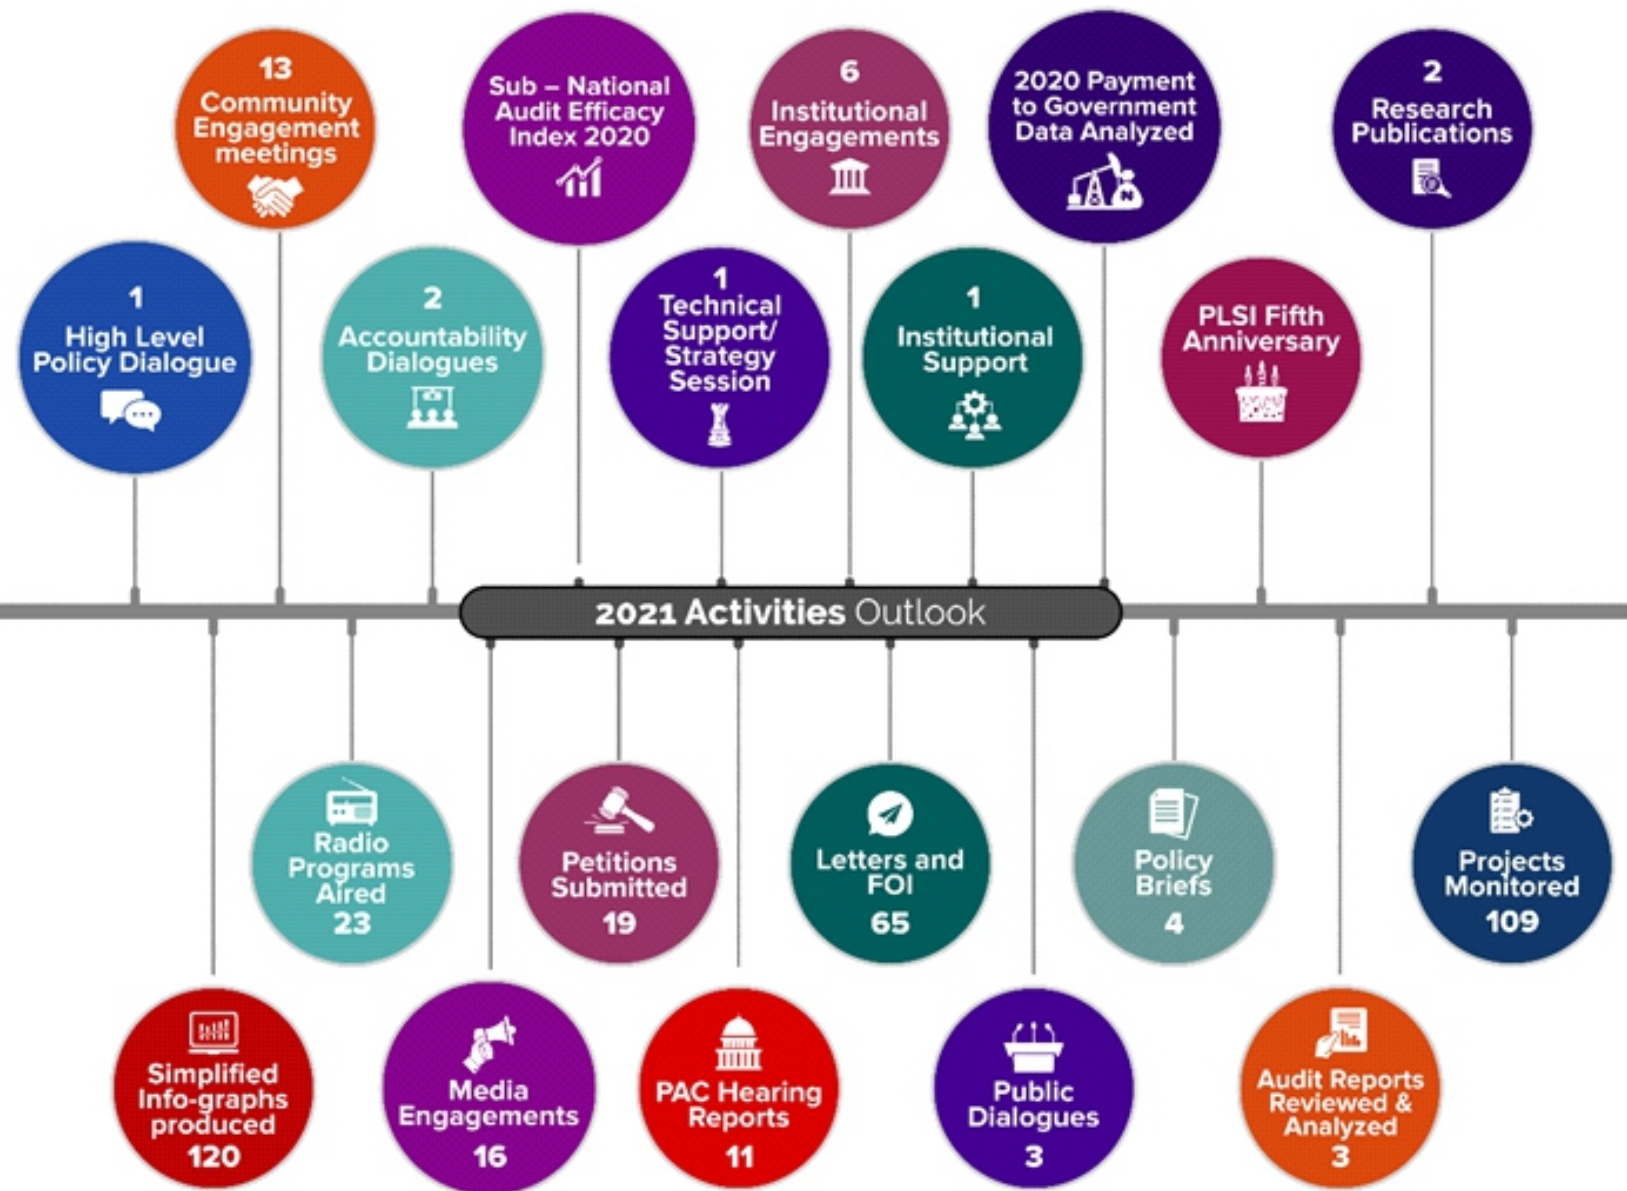 13
Community
Engagement
meetings
Sub – National
Audit Efficacy
Index 2020
6
Institutional
Engagements
2020 Payment
to Government
Data Analyzed
N
2
Research
Publications
1
High Level
Policy Dialogue
2
Accountability
Dialogues
1
Technical
Support/
Strategy
Session
1
Institutional
Support
PLSI Fifth
Anniversary
2021 Activities Outlook
Radio
Programs
Aired
23
Petitions
Submitted
19
Letters and
FOI
65
Policy
Briefs
4
Projects
Monitored
109
Simplified
Info-graphs
produced
120
Media
Engagements
16
PAC Hearing
Reports
11
Public
Dialogues
3
Audit Reports
Reviewed &
Analyzed
3